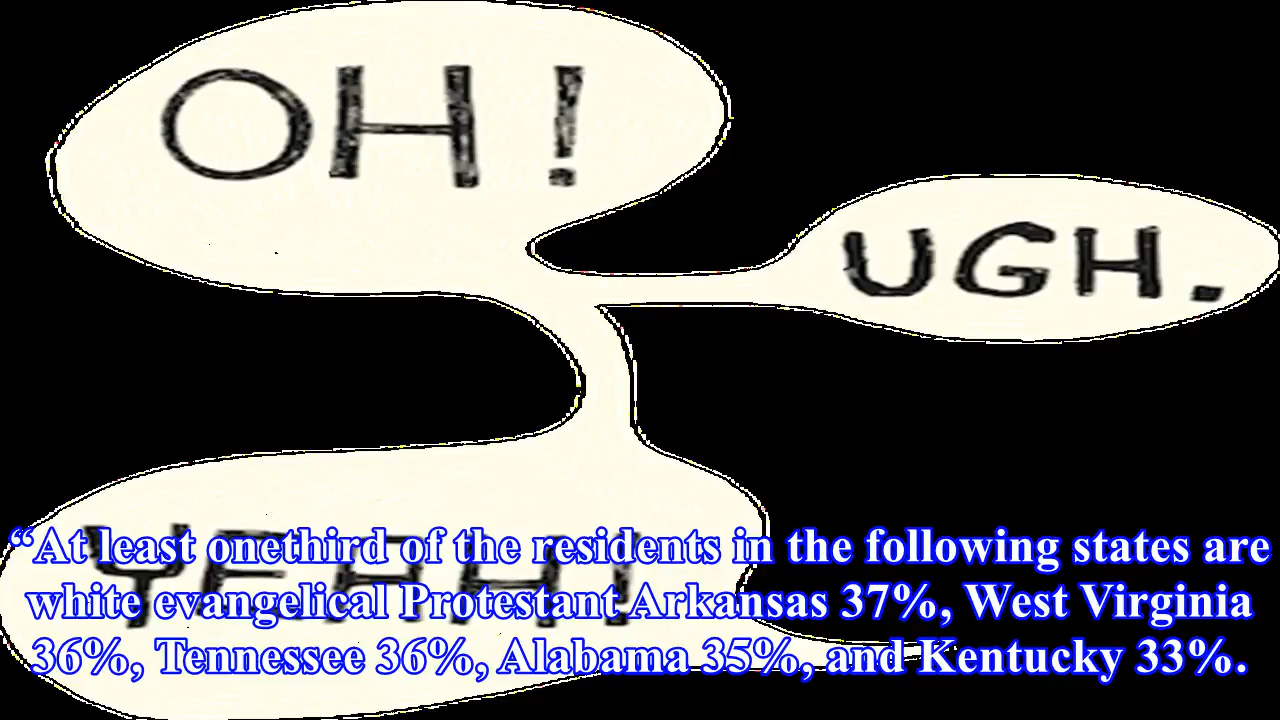 OH!
UGH.
YEHH!
“At least onethird of the residents in the following states are
white evangelical Protestant Arkansas 37%, West Virginia
36%, Tennessee 36%, Alabama 35%, and Kentucky 33%.